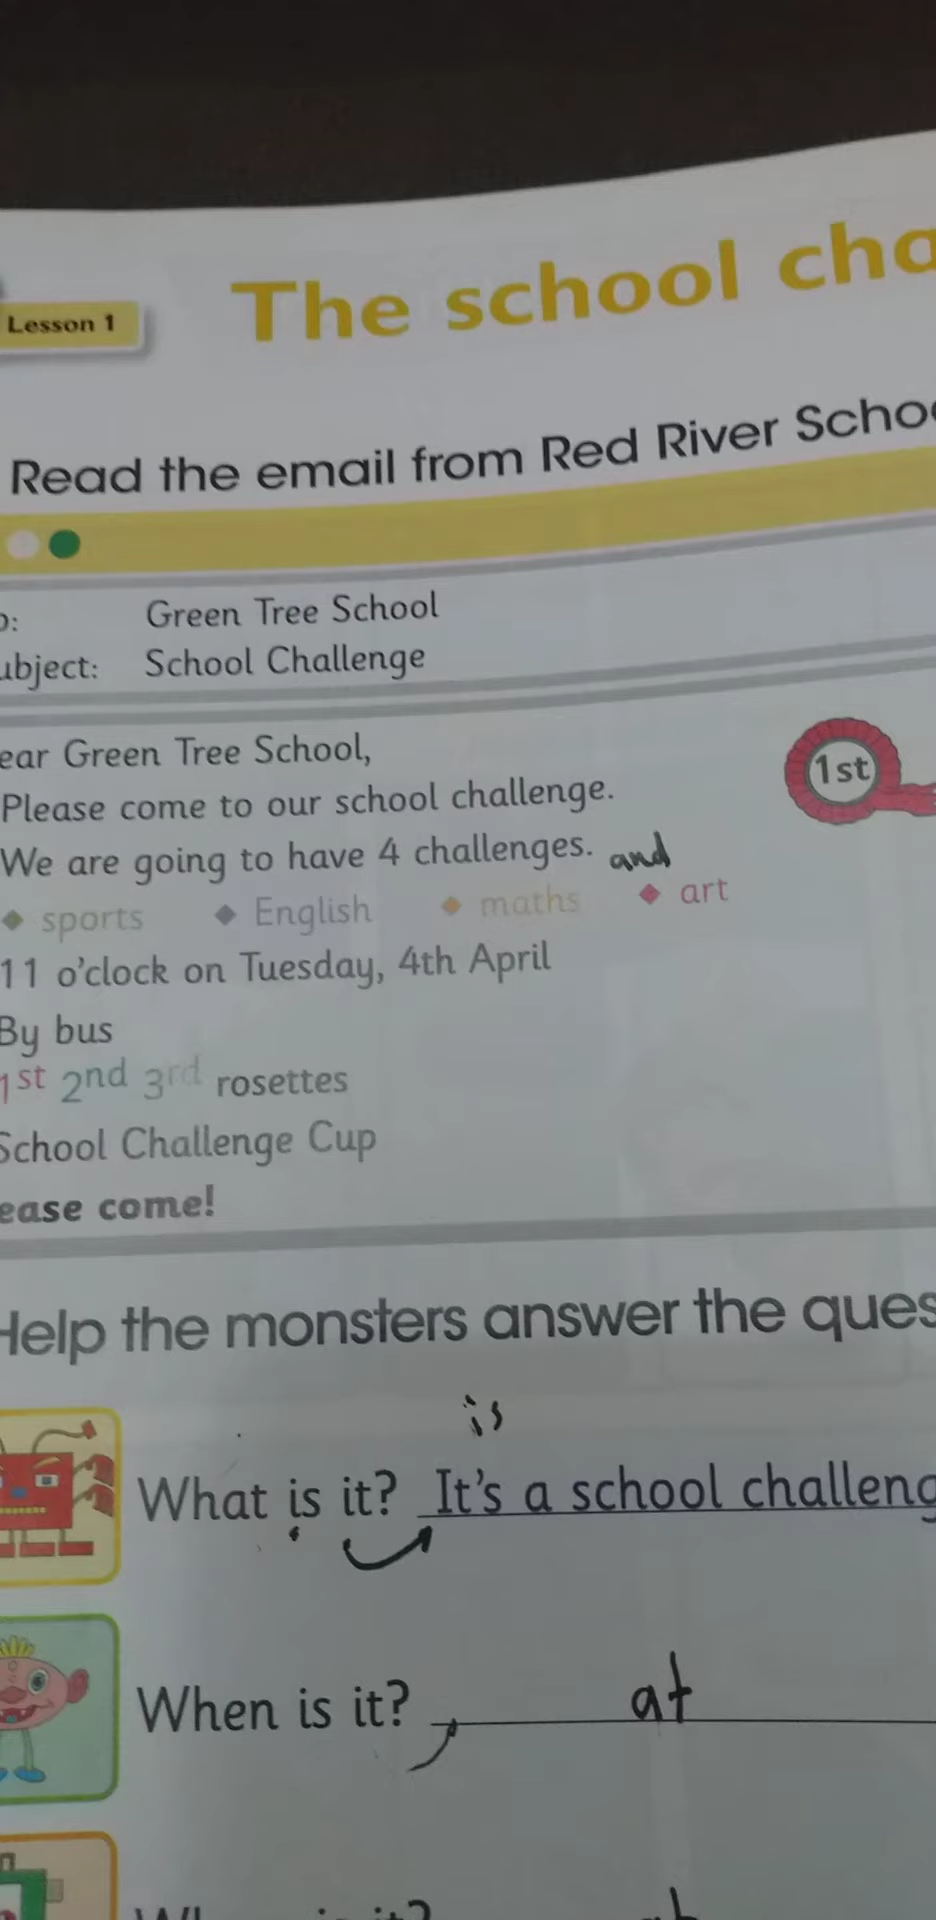 Lesson 1
The school cha
Read the email from Red River Schoo
Green Tree School
ubject: School Challenge
ear Green Tree School,
1st
Please come to our school challenge.
We are going to have 4 challenges. and
sports English maths art
11 o'clock on Tuesday, 4th April
By bus
1st 2nd 3rd rosettes
School Challenge Cup
ease come!
Help the monsters answer the ques
is
What is it? It's a school challeng
When is it? at